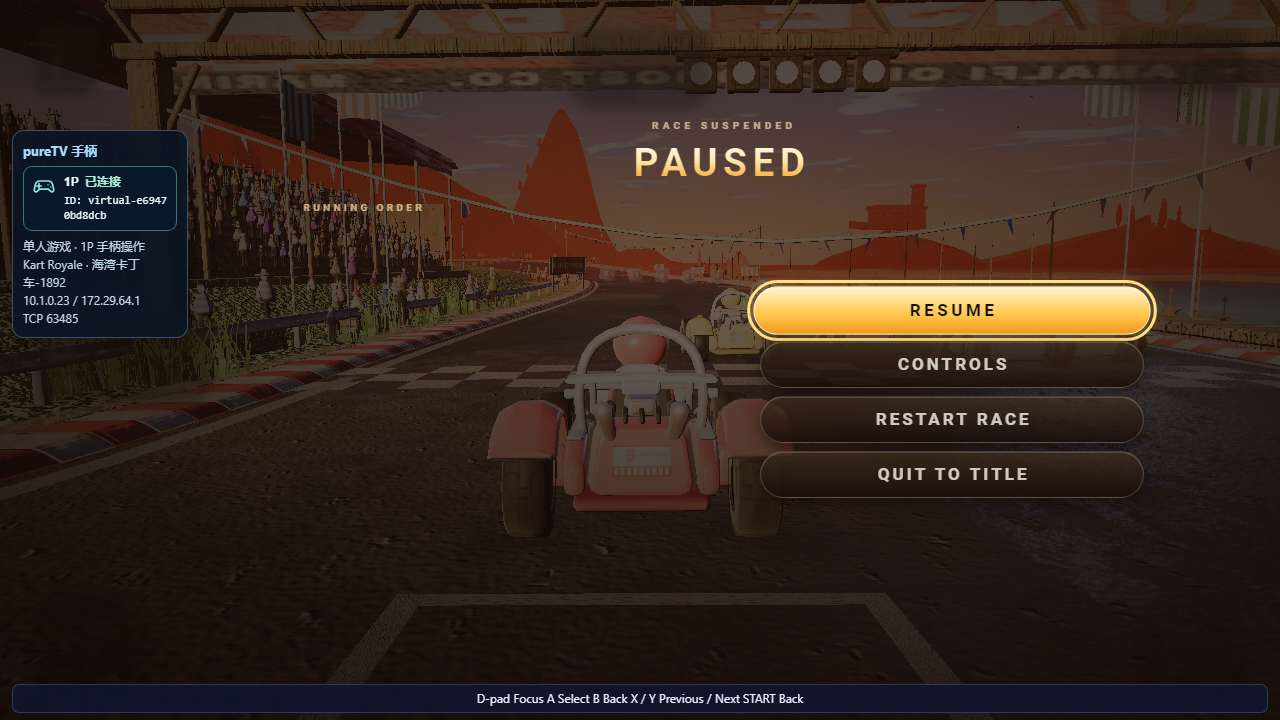 RACE SUSPENDED
PAUSED
pureTV 手柄
1P 已连接
ID: virtual-e6947
0bd8dcb
单人游戏 · 1P 手柄操作
Kart Royale · 海湾卡丁
车-1892
10.1.0.23 / 172.29.64.1
TCP 63485
RUNNING ORDER
RESUME
CONTROLS
RESTART RACE
QUIT TO TITLE
5
D-pad Focus A Select B Back X / Y Previous / Next START Back